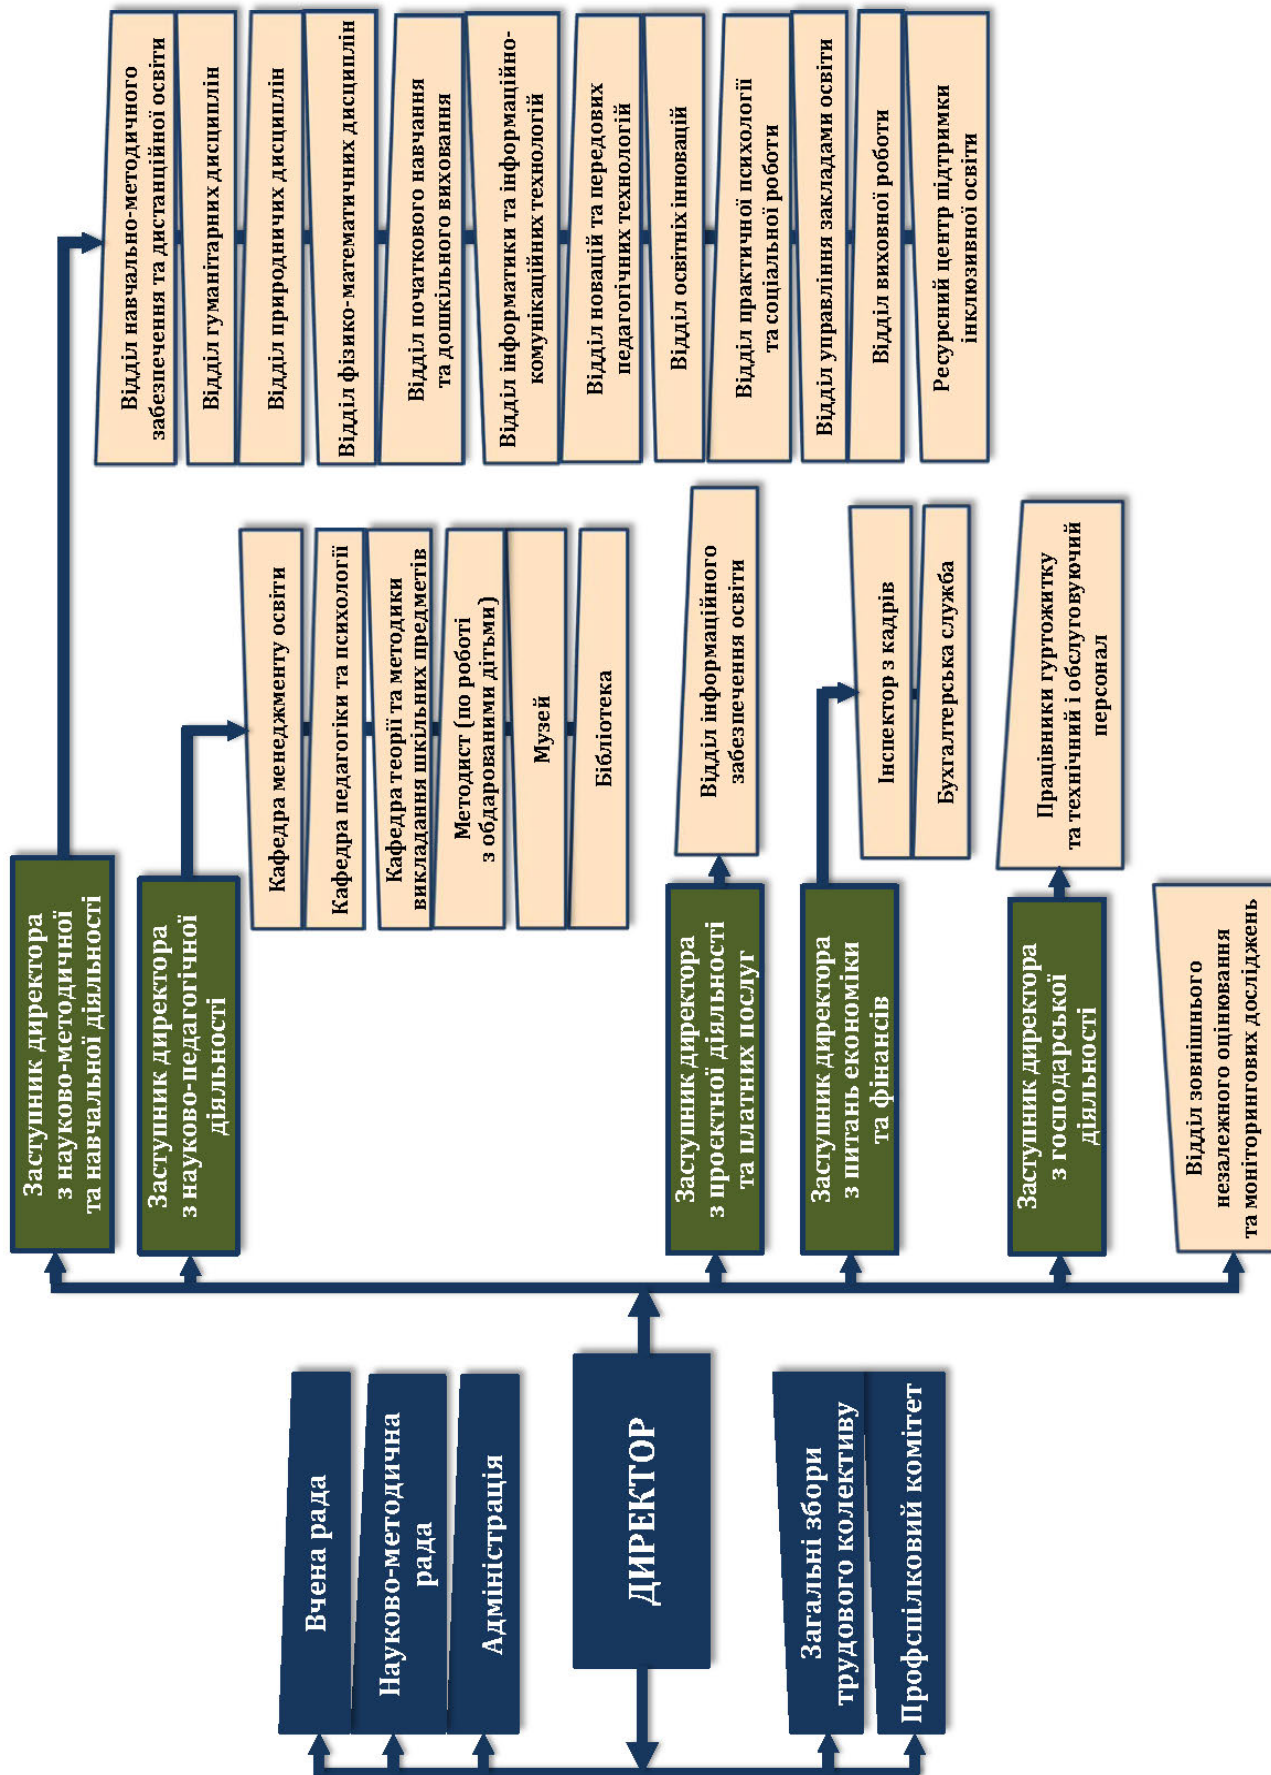 Вчена рада
Науково-методична
рада
Адміністрація
ДИРЕКТОР
Загальні збори
трудового колективу
Профспілковий комітет
Заступник директора
з науково-методичної
та навчальної діяльності
Заступник директора
з науково-педагогічної
діяльності
Заступник директора
з проєктної діяльності
та платних послуг
Заступник директора
з питань економіки
та фінансів
Заступник директора
з господарської
діяльності
Відділ зовнішнього
незалежного оцінювання
та моніторингових досліджень
Кафедра менеджменту освіти
Кафедра педагогіки та психології
Кафедра теорії та методики
викладання шкільних предметів
Методист (по роботі
з обдарованими дітьми)
Музей
Бібліотека
Відділ інформаційного
забезпечення освіти
Інспектор з кадрів
Бухгалтерська служба
Працівники гуртожитку
та технічний і обслуговуючий
персонал
Відділ навчально-методичного
забезпечення та дистанційної освіти
Відділ гуманітарних дисциплін
Відділ природничих дисциплін
Відділ фізико-математичних дисциплін
Відділ початкового навчання
та дошкільного виховання
Відділ інформатики та інформаційно-
комунікаційних технологій
Відділ новацій та передових
педагогічних технологій
Відділ освітніх інновацій
Відділ практичної психології
та соціальної роботи
Відділ управління закладами освіти
Відділ виховної роботи
Ресурсний центр підтримки
інклюзивної освіти